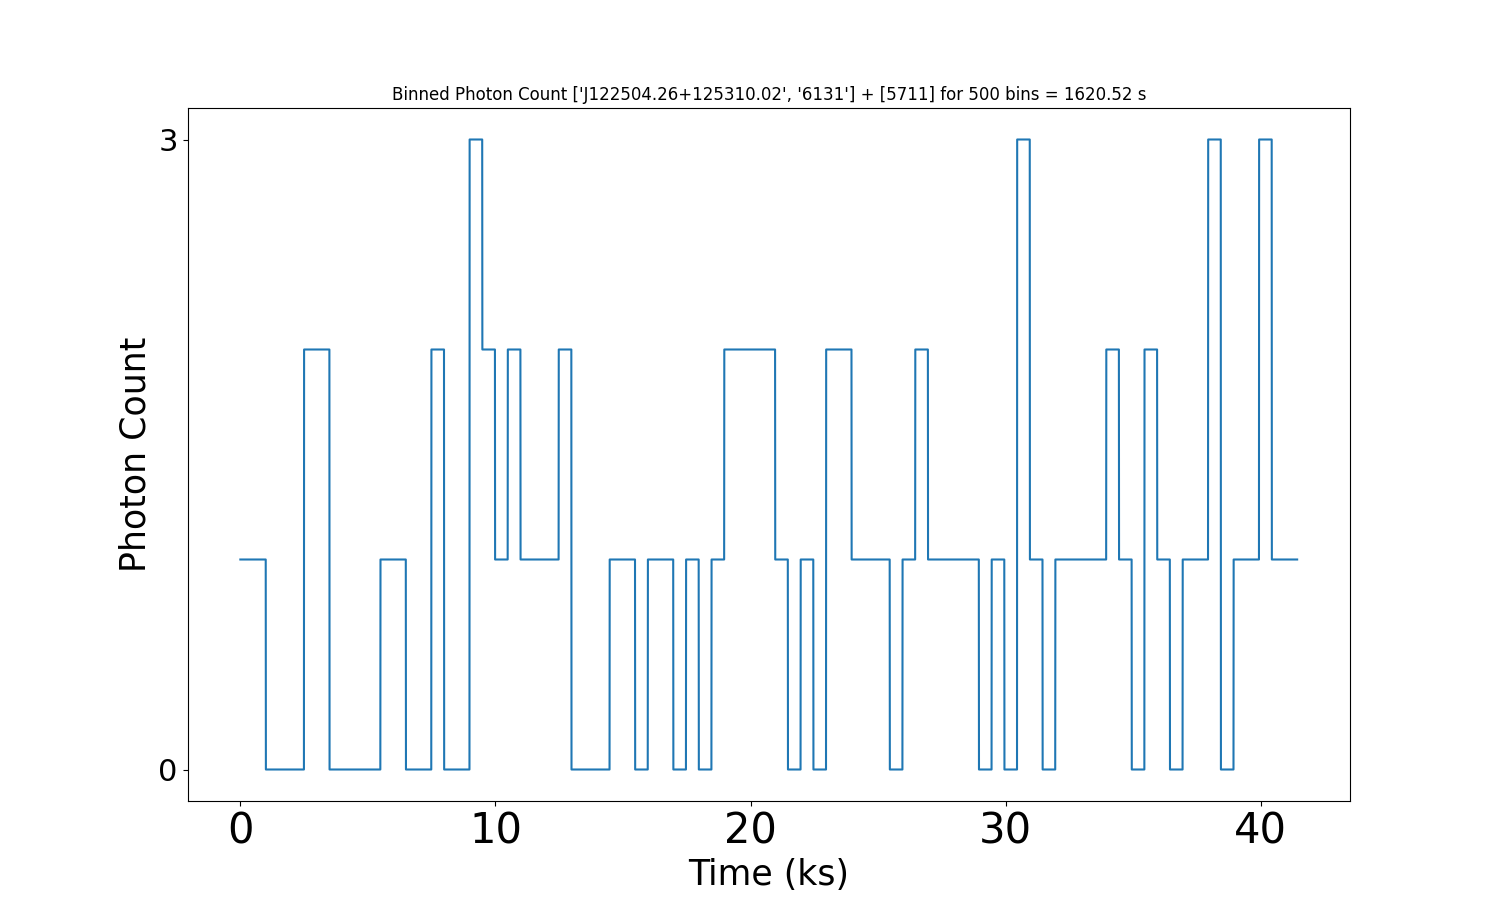 Binned Photon Count ['J122504.26+125310.02', '6131'] + [5711] for 500 bins = 1620.52 s
3
Photon Count
0
0 10 20 30 40
Time (ks)